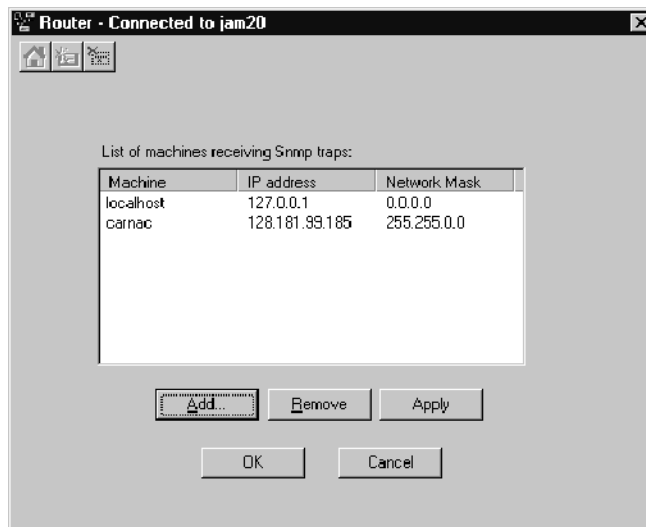 Router - Connected to jam20
List of machines receiving Snmp traps:
Machine IP address Network Mask
localhost 127.0.0.1 0.0.0.0
carnac 128.181.99.185 255.255.0.0
Add... Remove Apply
OK Cancel